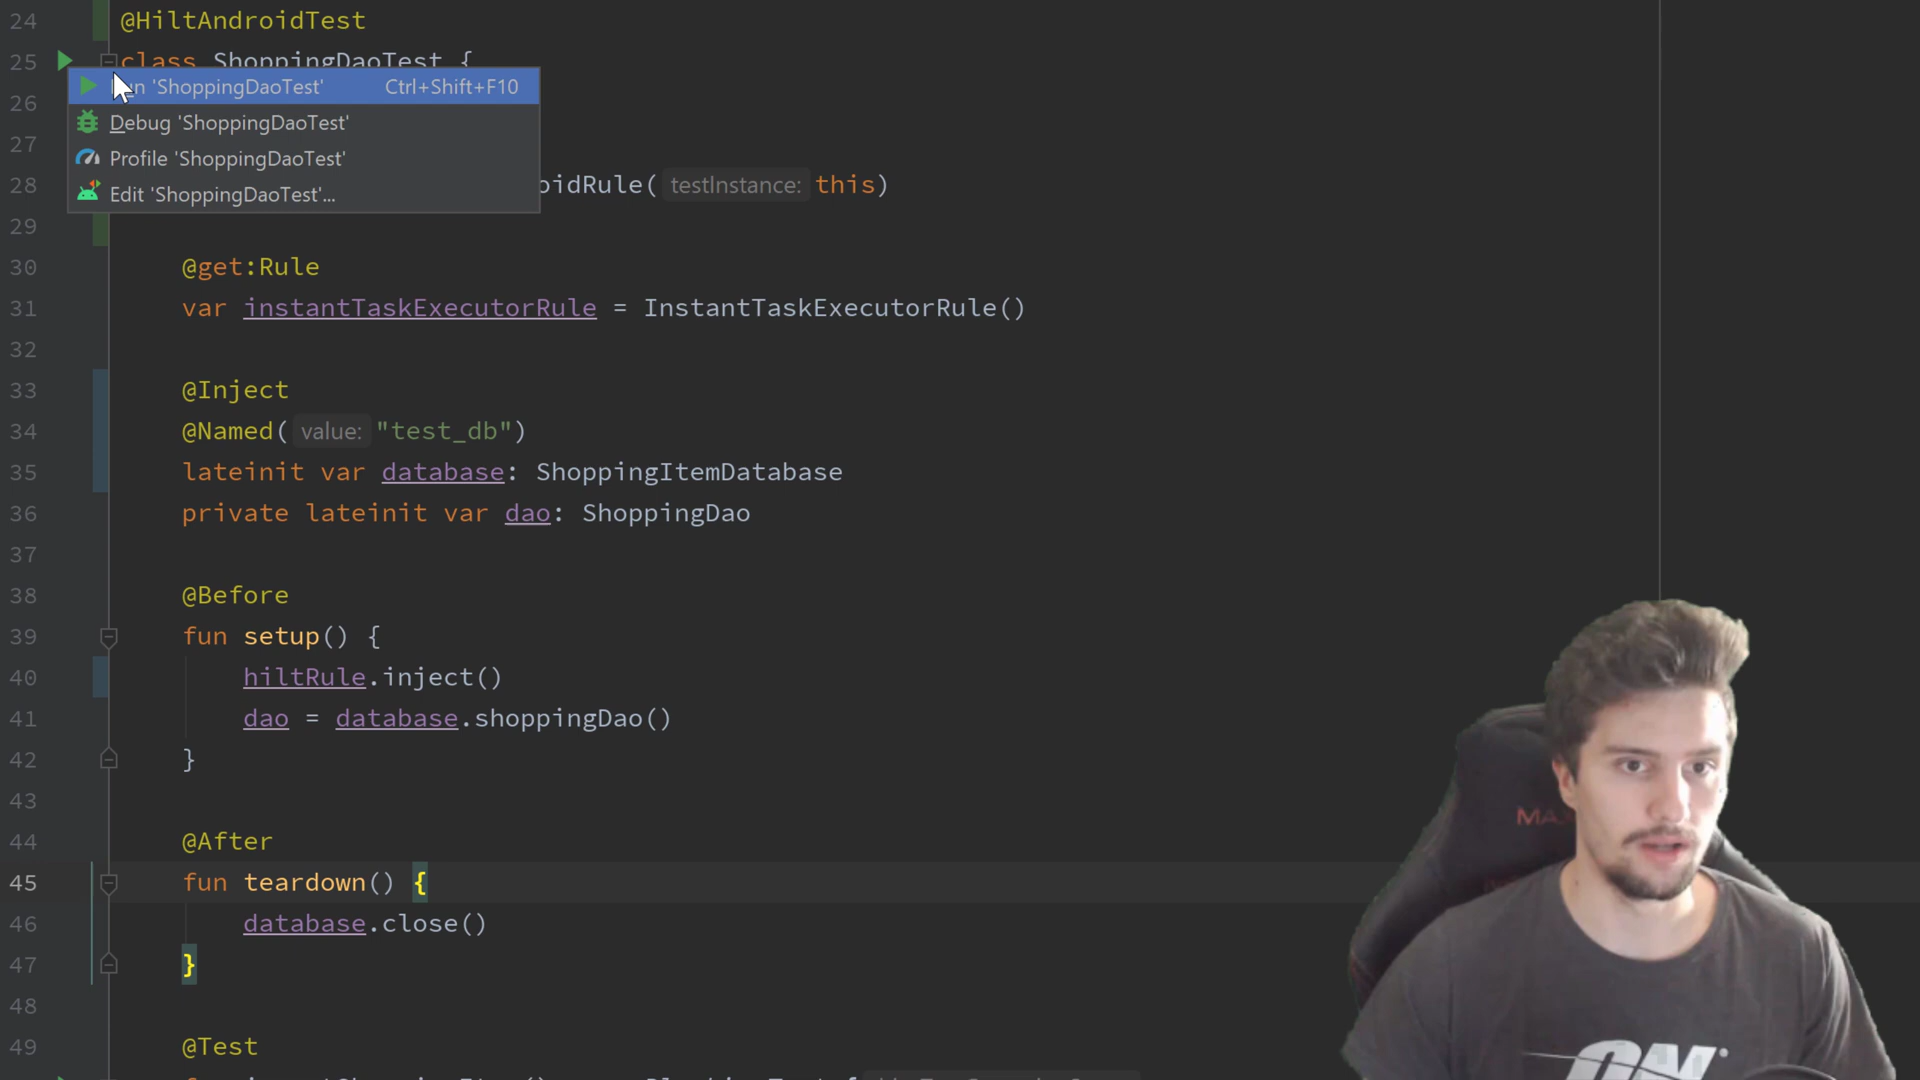 24 @HiltAndroidTest
25 class ShoppingDaoTest {
'ShoppingDaoTest' Ctrl+Shift+F10
26
Debug 'ShoppingDaoTest'
27
Profile 'ShoppingDaoTest'
28 oidRule( testInstance: this)
Edit 'ShoppingDaoTest'...
29
30 @get:Rule
31 var instantTaskExecutorRule = InstantTaskExecutorRule()
32
33 @Inject
34 @Named( value: "test_db")
35 lateinit var database: ShoppingItemDatabase
36 private lateinit var dao: ShoppingDao
37
38 @Before
39 fun setup() {
40 hiltRule.inject()
41 dao = database.shoppingDao()
42 }
43
44 @After
45 fun teardown() {
46 database.close()
47 }
48
49 @Test